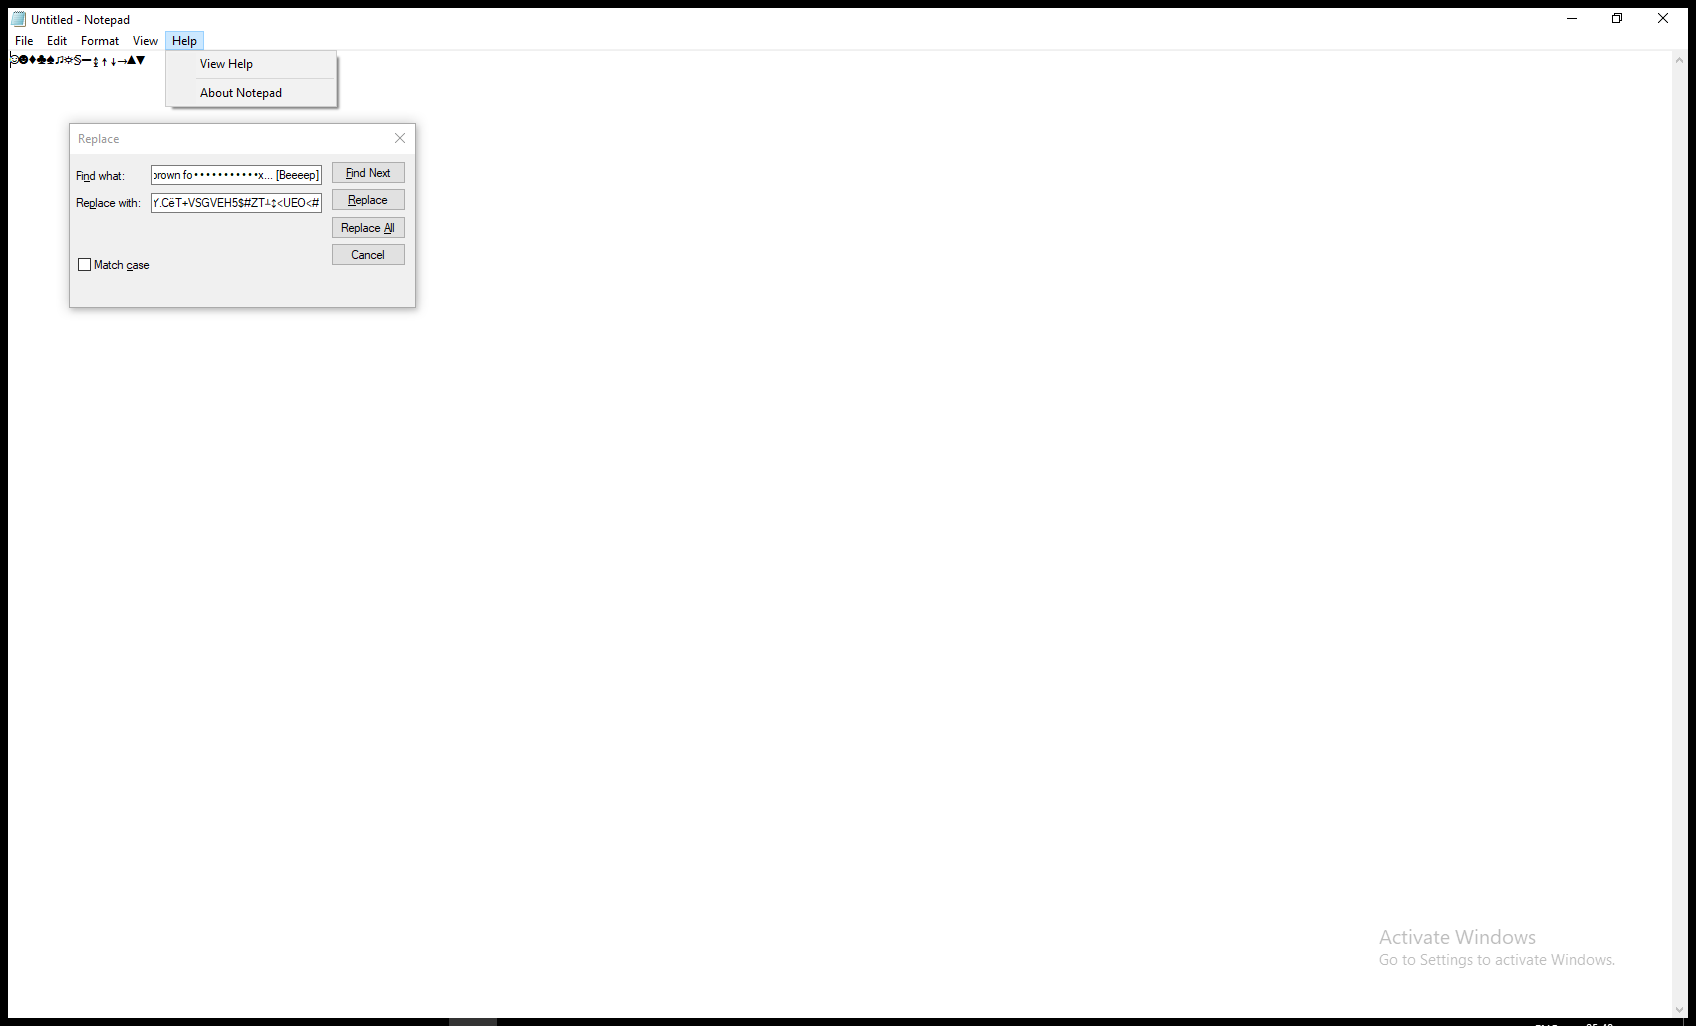 Untitled - Notepad
File Edit Format View Help
☺☻♦♣♠♫☼§▬↨↑↓→▲▼
View Help
About Notepad
Replace
Find what: rown fo•••••••••••x... [Beeeep] Find Next
Replace with: Y.CëT+VSGVEH5$#ZT┴‡<UEO<# Replace
Replace All
Cancel
Match case
Activate Windows
Go to Settings to activate Windows.